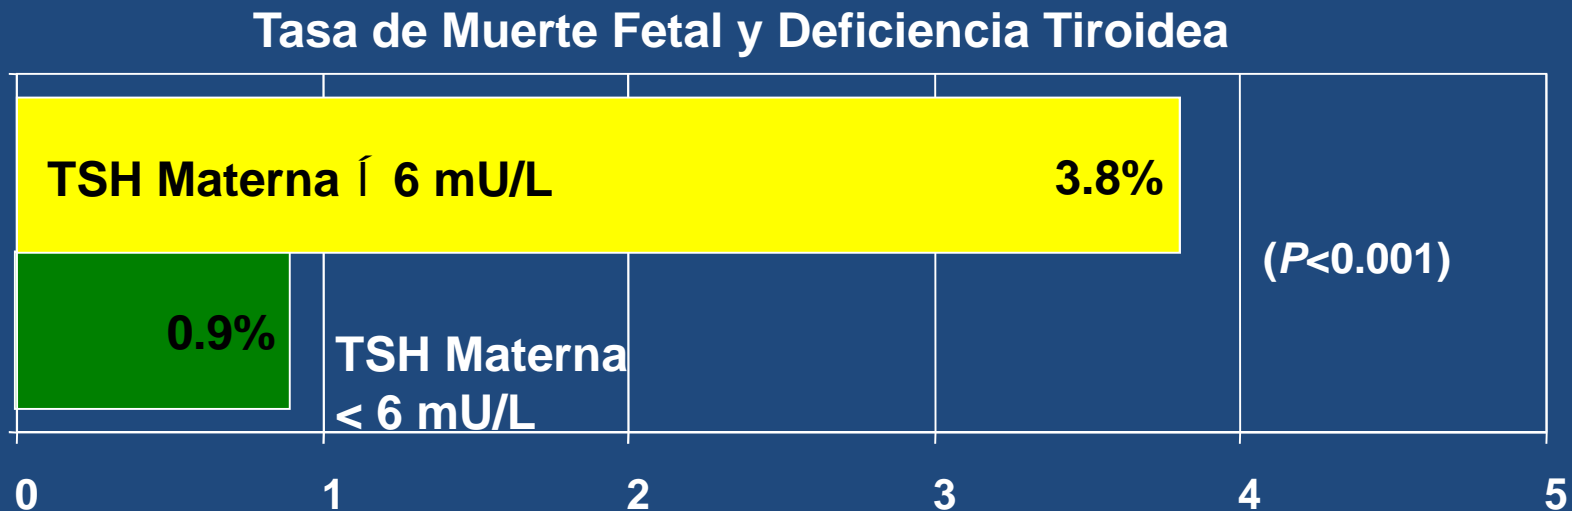 Tasa de Muerte Fetal y Deficiencia Tiroidea
TSH Materna Í 6 mU/L
3.8%
(P<0.001)
0.9%
TSH Materna
< 6 mU/L
0 1 2 3 4 5